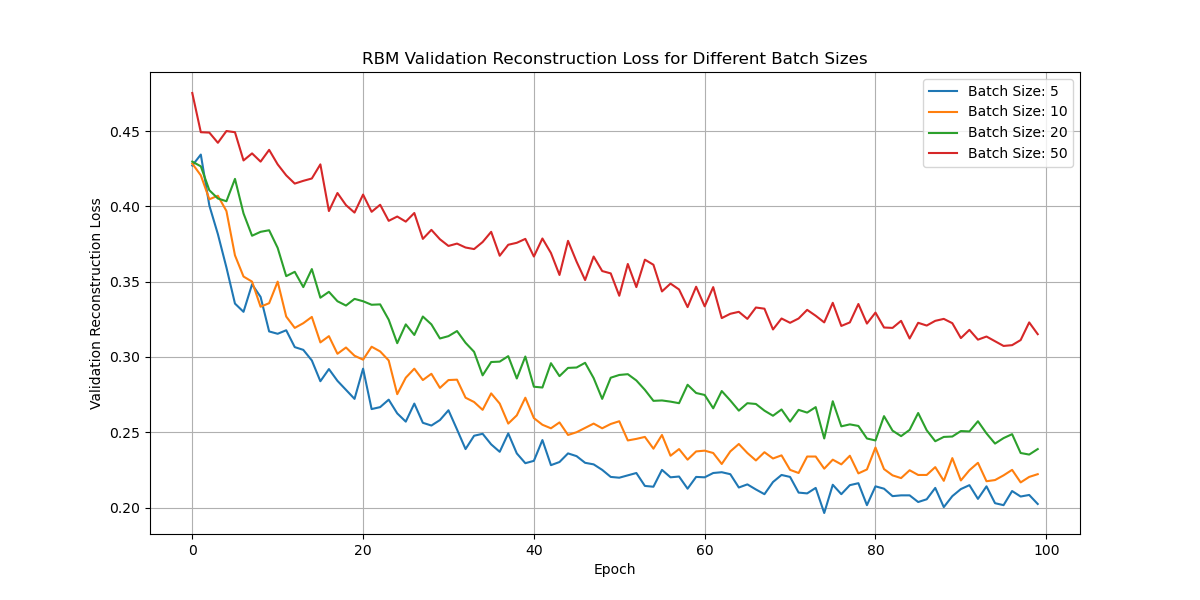 RBM Validation Reconstruction Loss for Different Batch Sizes
Batch Size: 5
Batch Size: 10
Batch Size: 20
Batch Size: 50
Validation Reconstruction Loss
0.45
0.40
0.35
0.30
0.25
0.20
0
20
40
60
80
100
Epoch